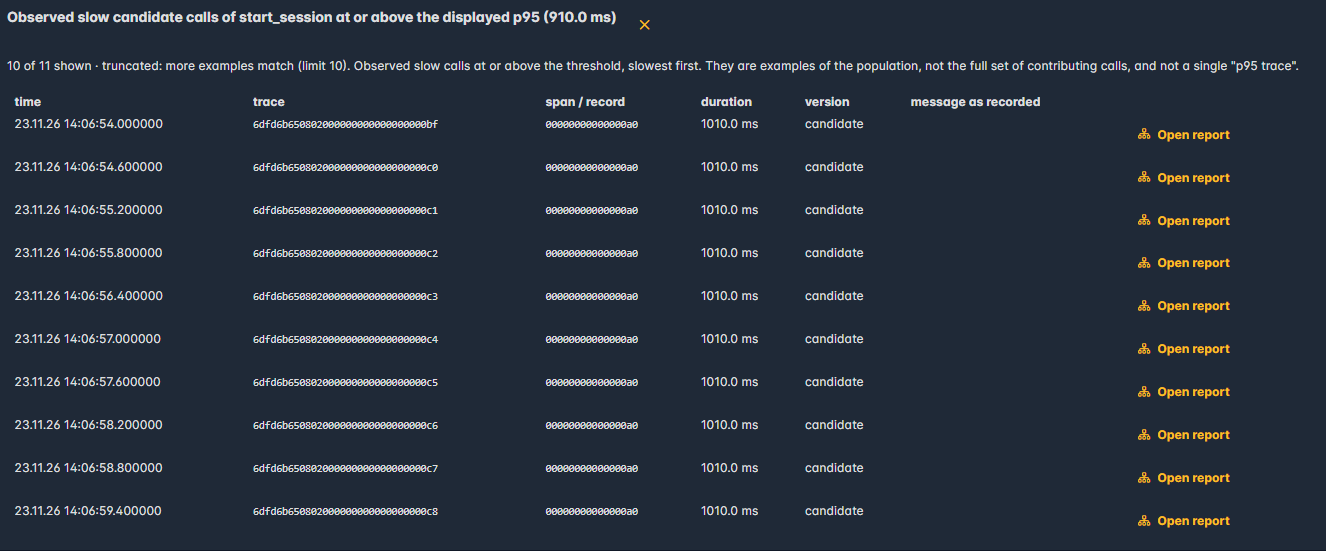 Observed slow candidate calls of start_session at or above the displayed p95 (910.0 ms) ×
10 of 11 shown · truncated: more examples match (limit 10). Observed slow calls at or above the threshold, slowest first. They are examples of the population, not the full set of contributing calls, and not a single "p95 trace".
time trace span / record duration version message as recorded
23.11.26 14:06:54.000000 6dfd6b650802000000000000000000bf 00000000000000a0 1010.0 ms candidate Open report
23.11.26 14:06:54.600000 6dfd6b650802000000000000000000c0 00000000000000a0 1010.0 ms candidate Open report
23.11.26 14:06:55.200000 6dfd6b650802000000000000000000c1 00000000000000a0 1010.0 ms candidate Open report
23.11.26 14:06:55.800000 6dfd6b650802000000000000000000c2 00000000000000a0 1010.0 ms candidate Open report
23.11.26 14:06:56.400000 6dfd6b650802000000000000000000c3 00000000000000a0 1010.0 ms candidate Open report
23.11.26 14:06:57.000000 6dfd6b650802000000000000000000c4 00000000000000a0 1010.0 ms candidate Open report
23.11.26 14:06:57.600000 6dfd6b650802000000000000000000c5 00000000000000a0 1010.0 ms candidate Open report
23.11.26 14:06:58.200000 6dfd6b650802000000000000000000c6 00000000000000a0 1010.0 ms candidate Open report
23.11.26 14:06:58.800000 6dfd6b650802000000000000000000c7 00000000000000a0 1010.0 ms candidate Open report
23.11.26 14:06:59.400000 6dfd6b650802000000000000000000c8 00000000000000a0 1010.0 ms candidate Open report